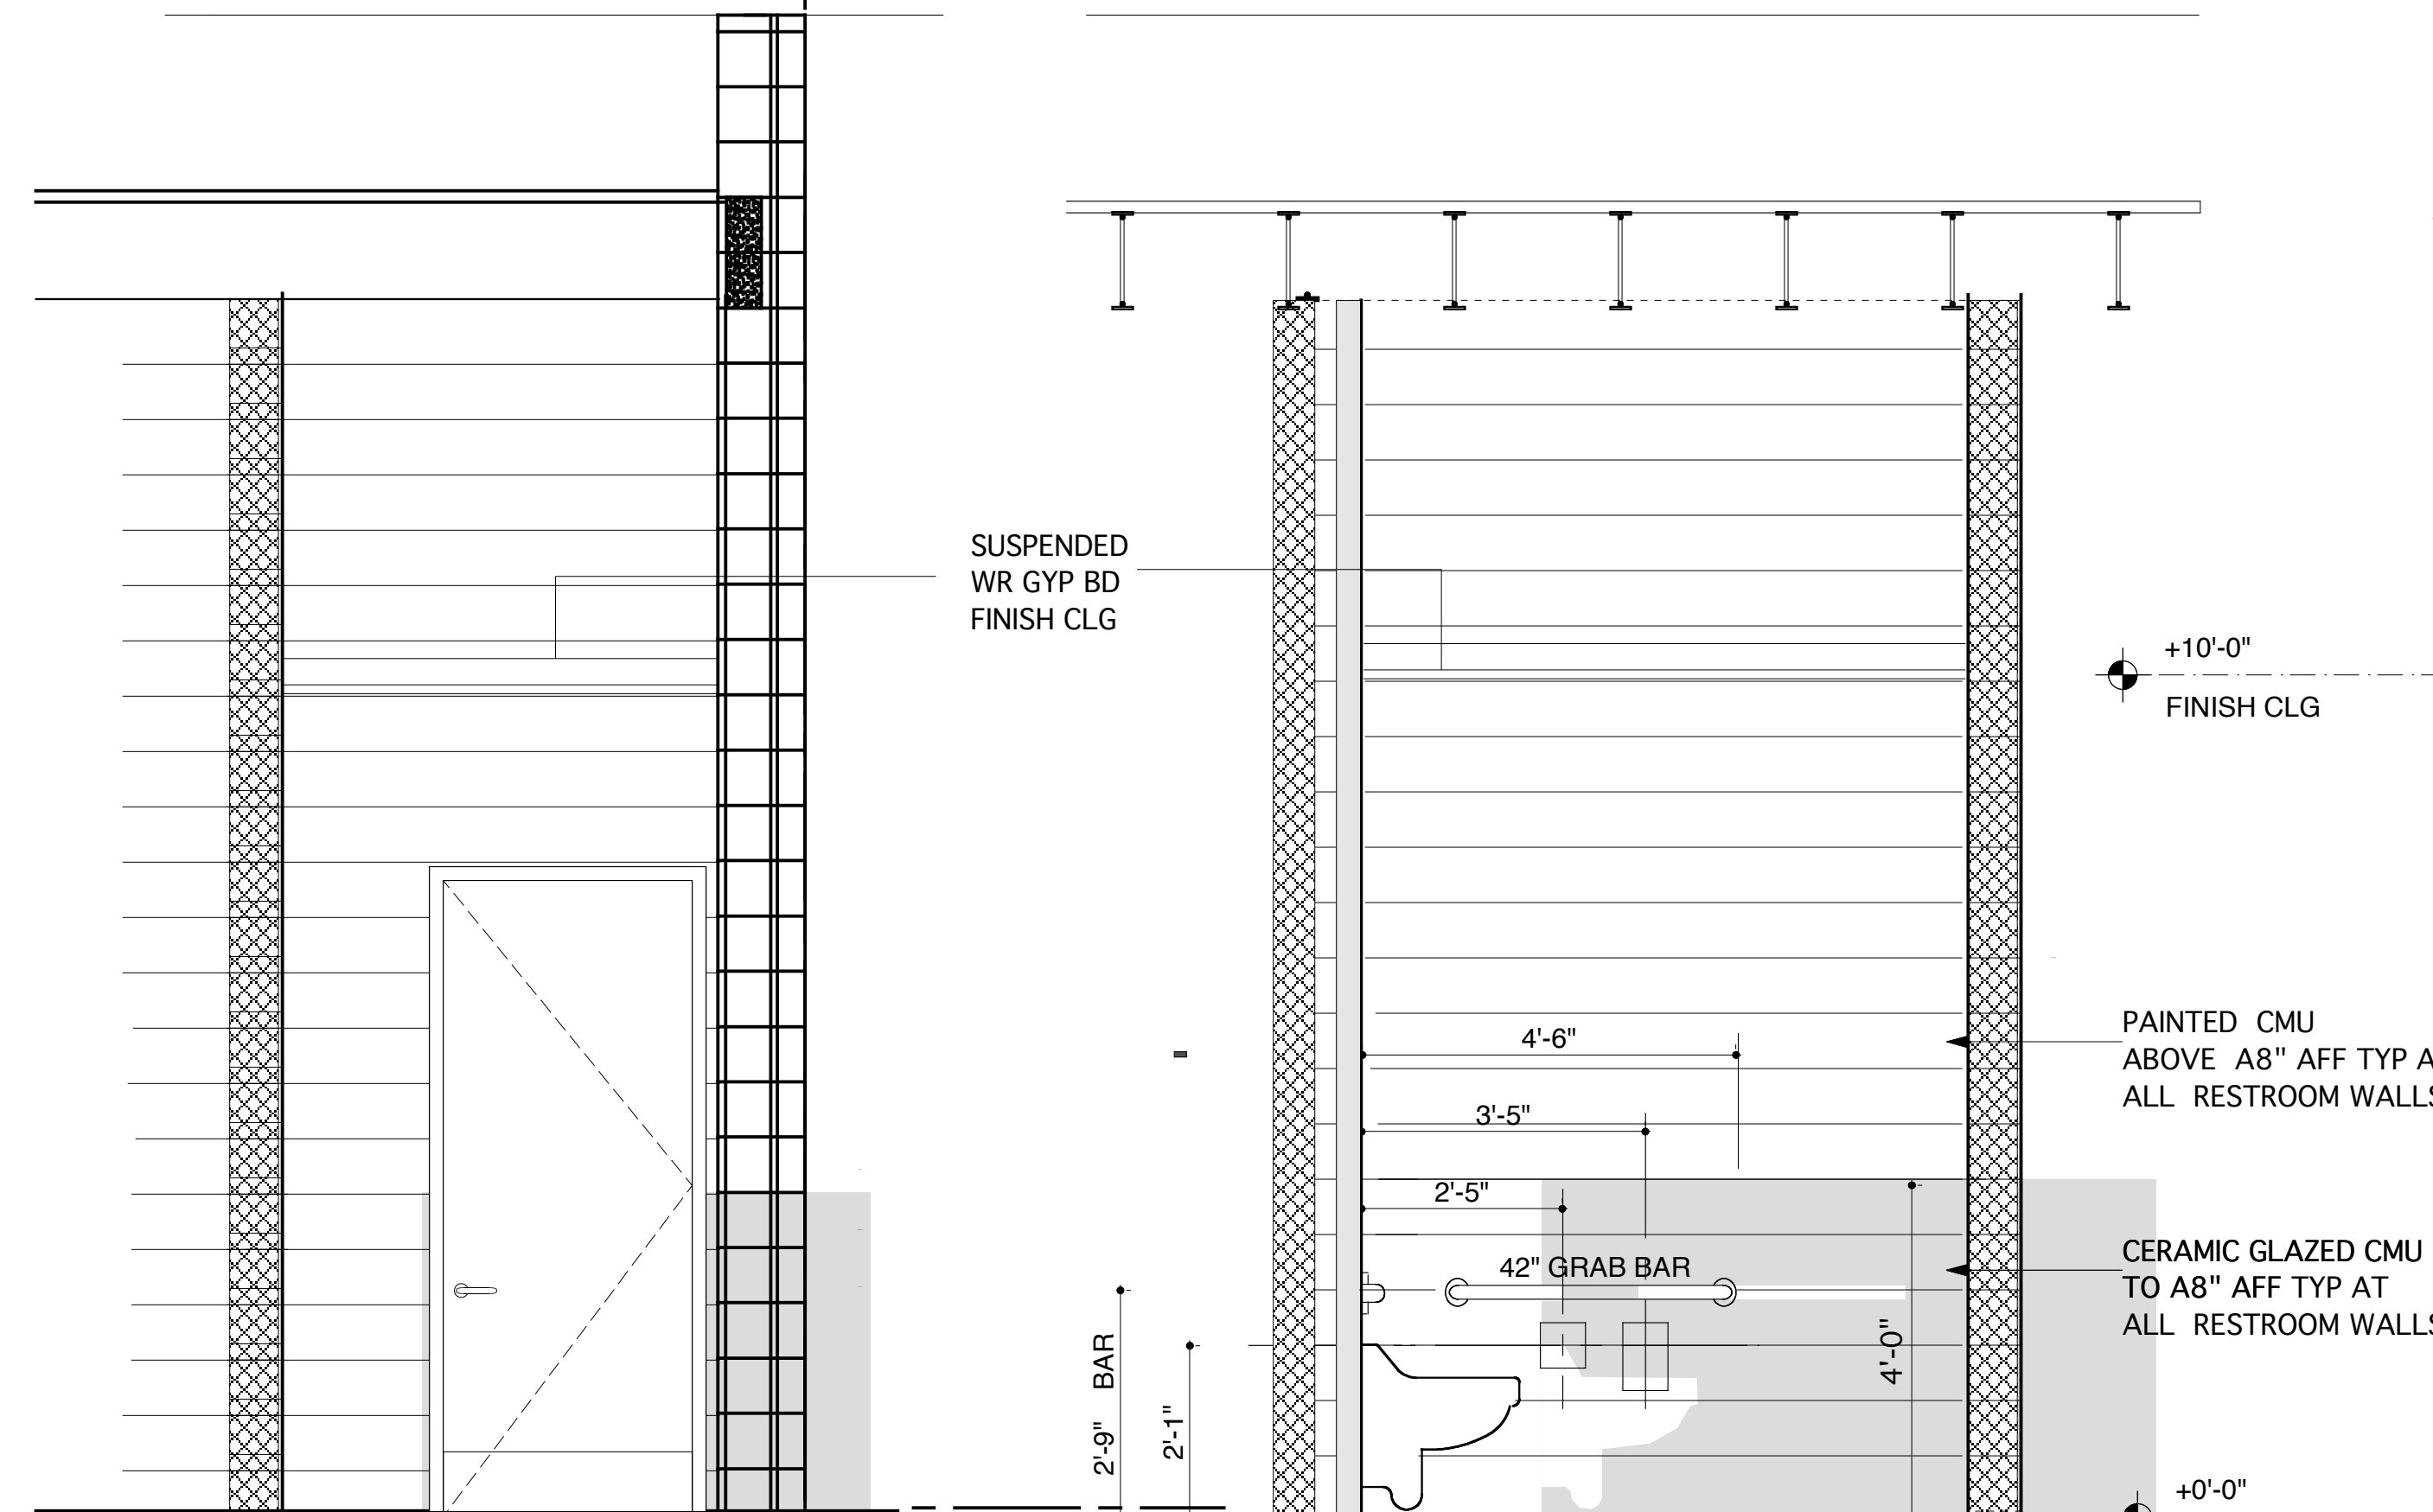 SUSPENDED
WR GYP BD
FINISH CLG
+10'-0"
FINISH CLG
PAINTED CMU
ABOVE A8" AFF TYP A
ALL RESTROOM WALLS
4'-6"
3'-5"
2'-5"
42" GRAB BAR
CERAMIC GLAZED CMU
TO A8" AFF TYP AT
ALL RESTROOM WALLS
4'-0"
2'-9" BAR
2'-1"
+0'-0"